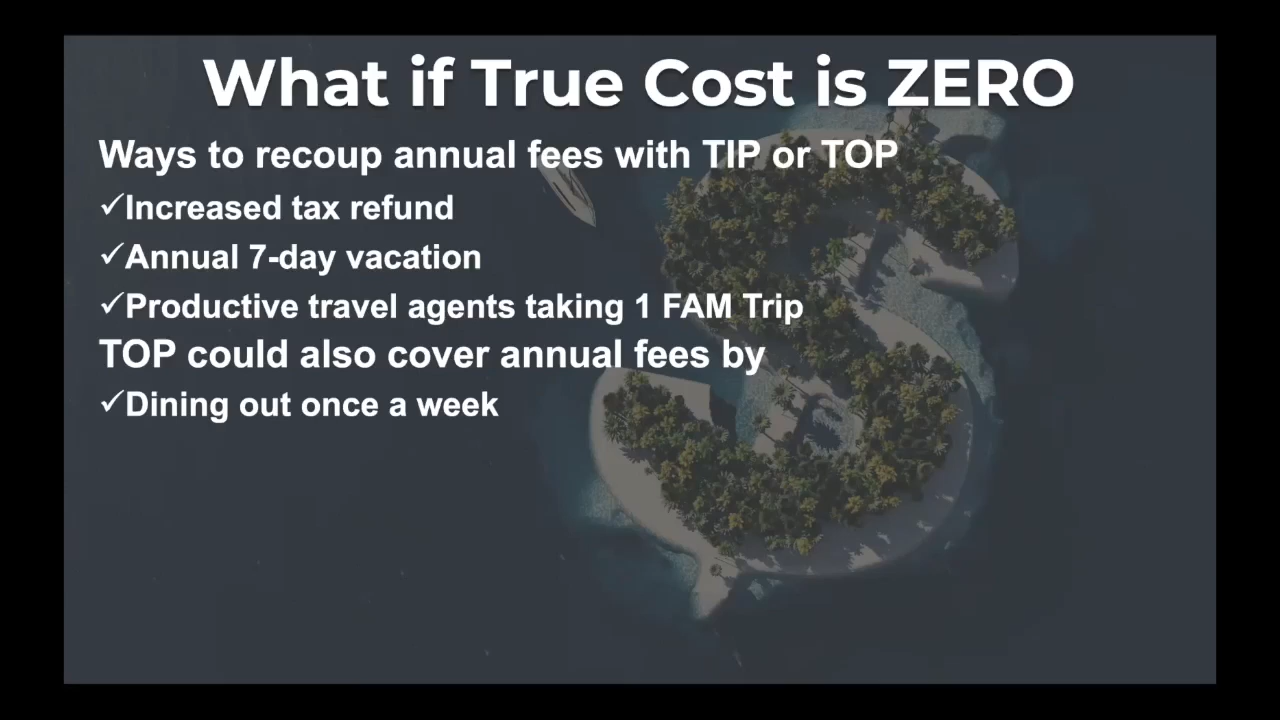 What if True Cost is ZERO
Ways to recoup annual fees with TIP or TOP
✓Increased tax refund
✓Annual 7-day vacation
✓Productive travel agents taking 1 FAM Trip
TOP could also cover annual fees by
✓Dining out once a week